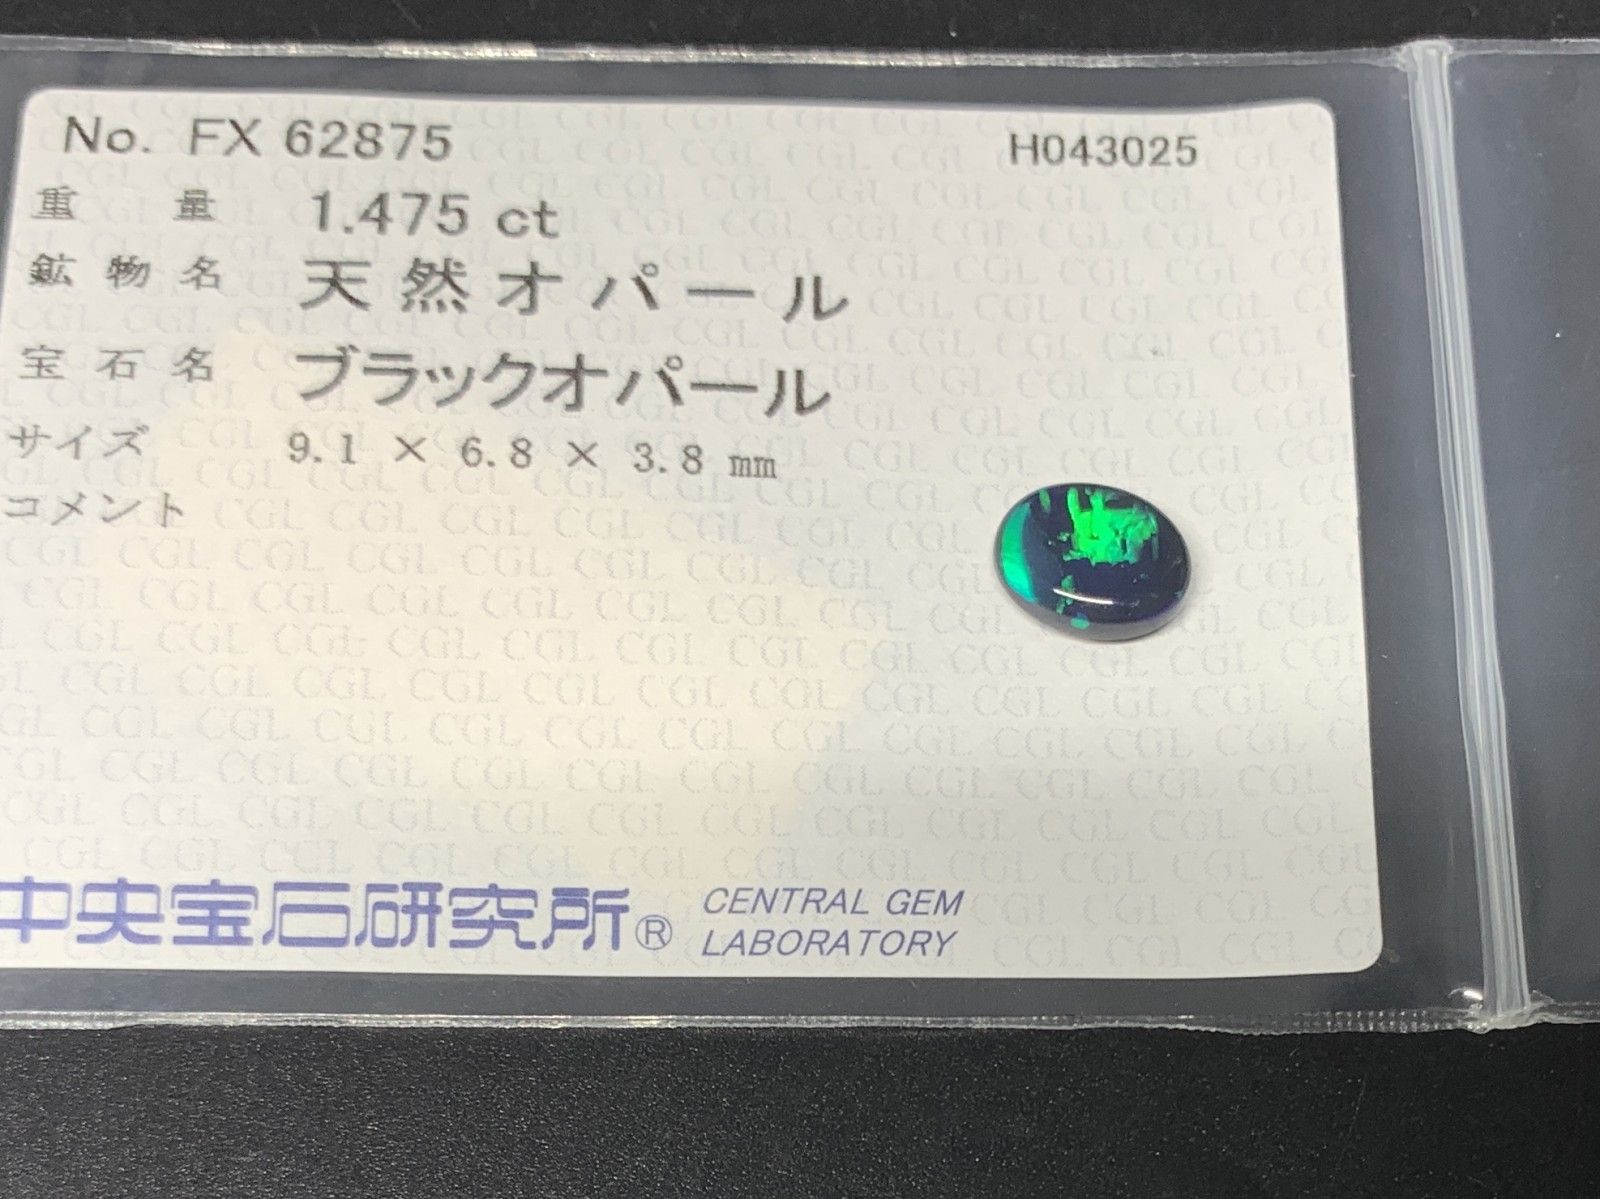 No. FX 62875 H043025
重量 1.475 ct
鉱物名 天然オパール
宝石名 ブラックオパール
サイズ 9.1 × 6.8 × 3.8 mm
コメント
中央宝石研究所® CENTRAL GEM
LABORATORY